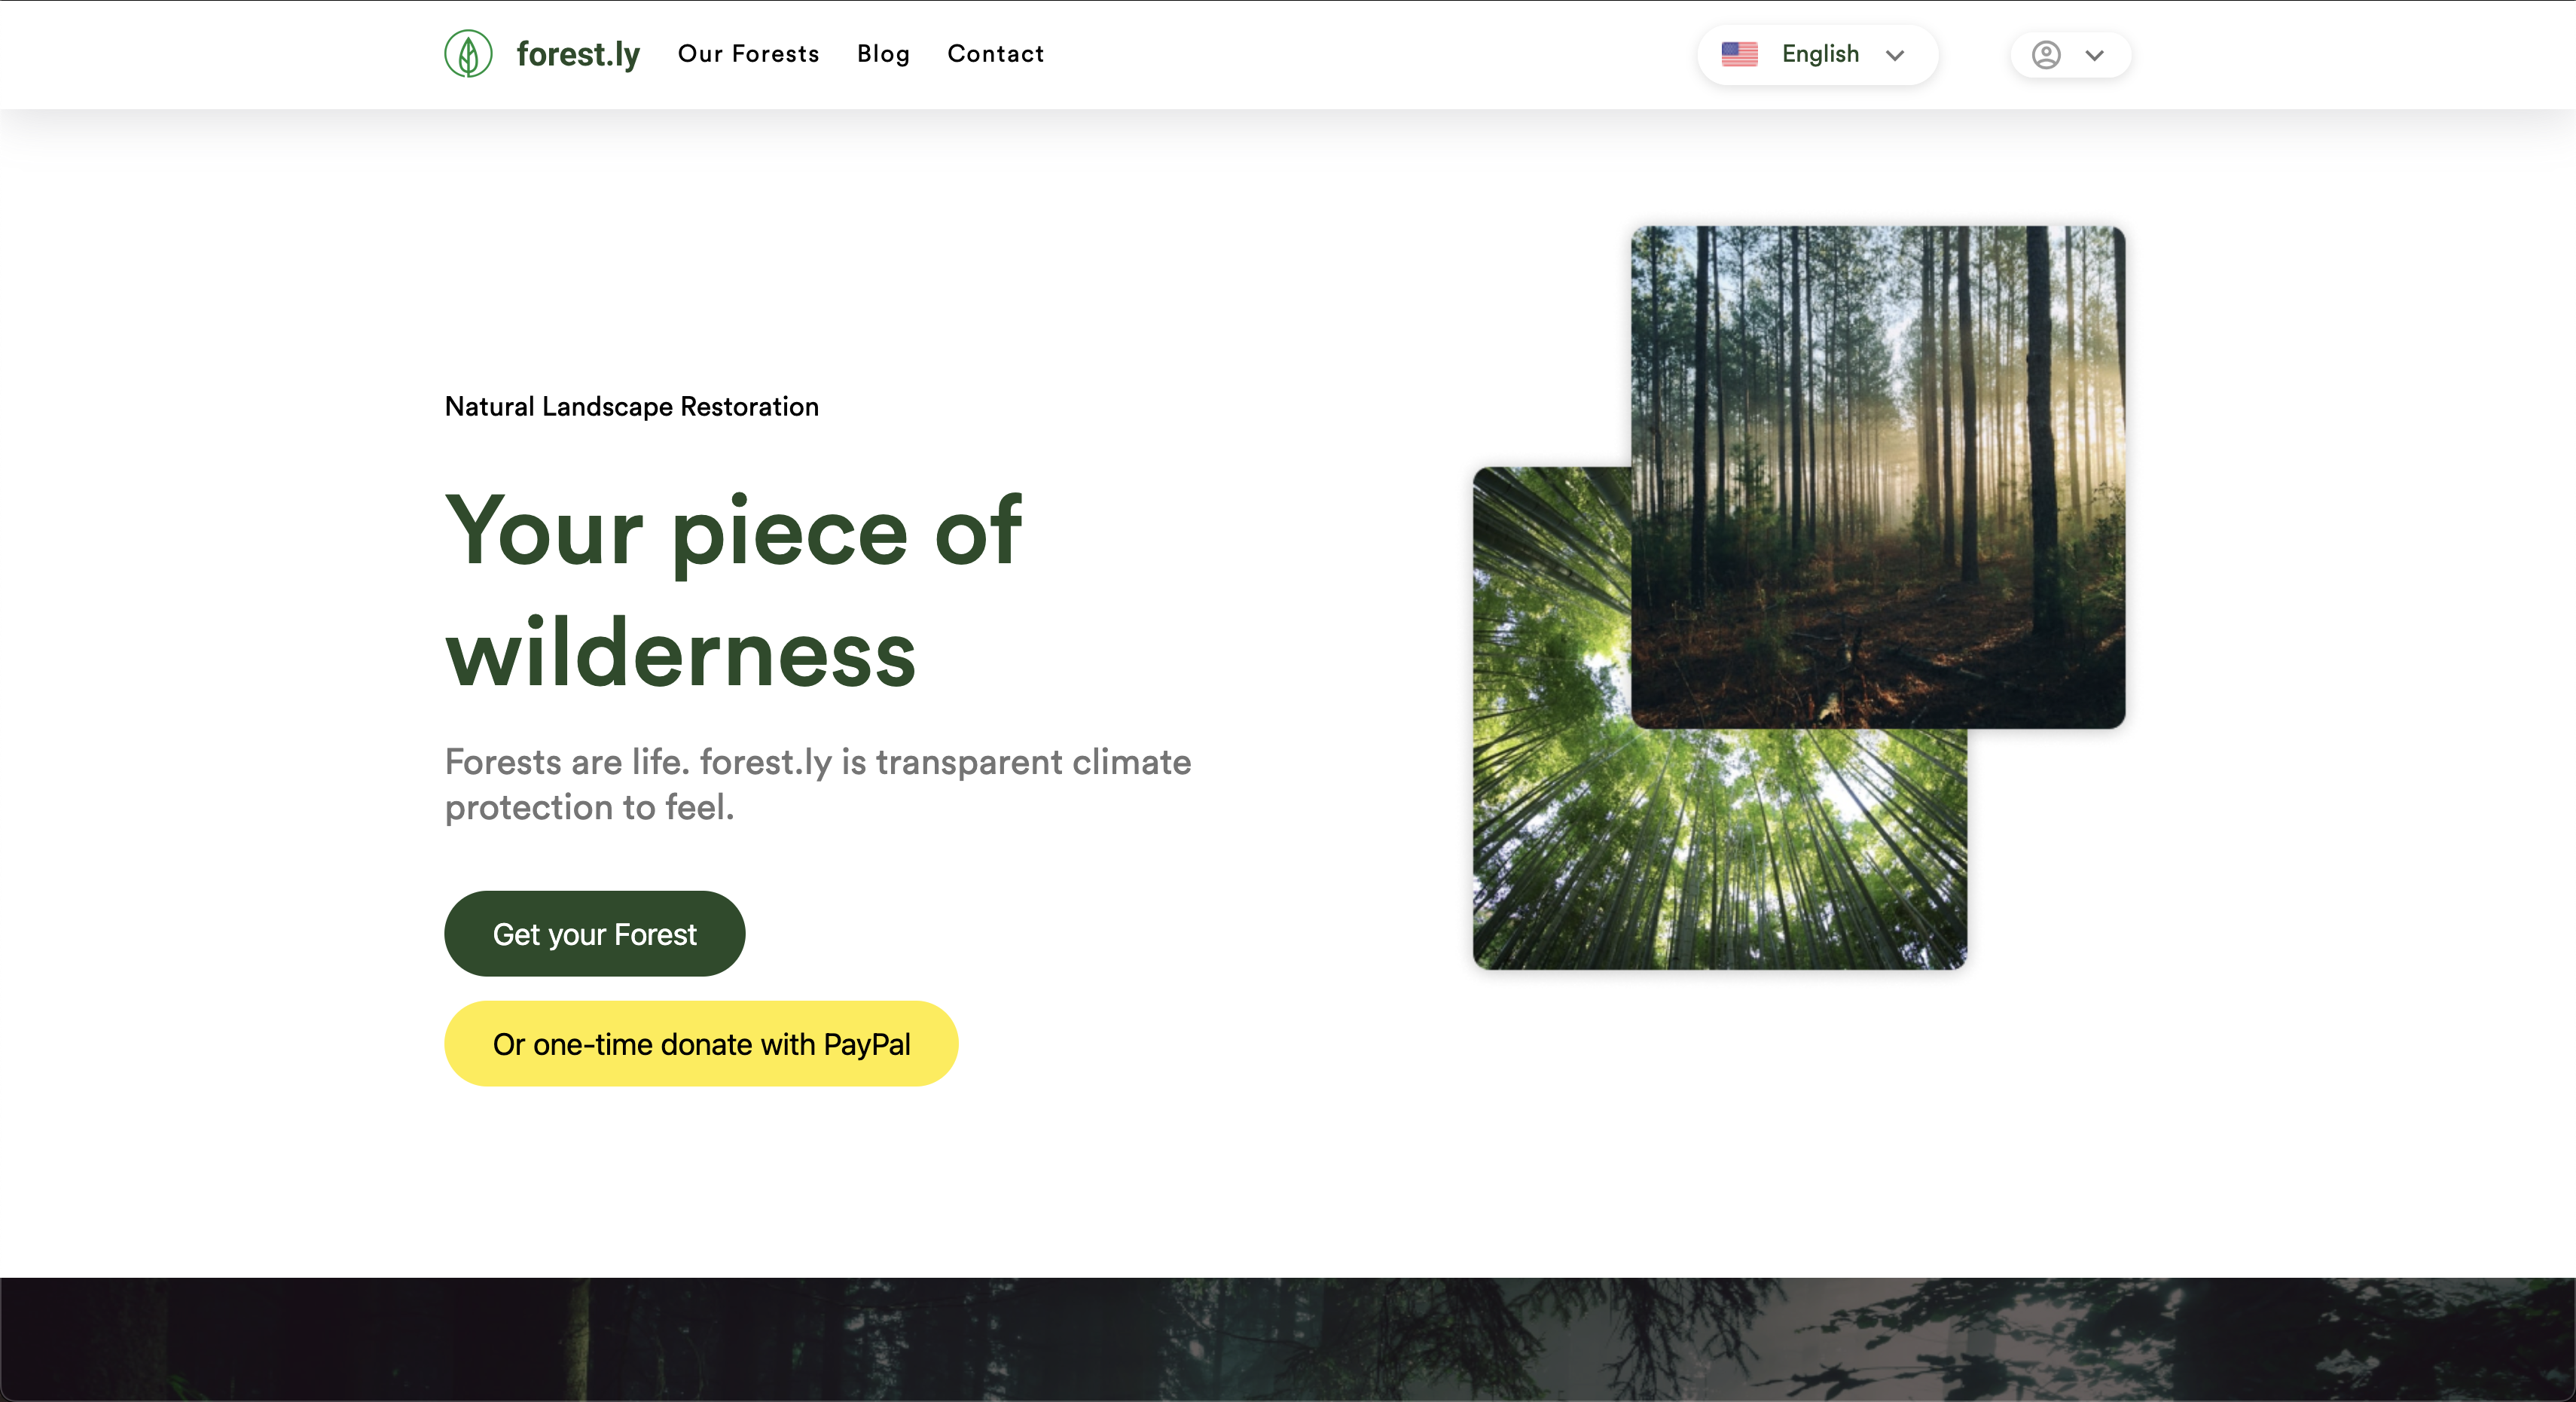 forest.ly
Our Forests
Blog
Contact
English
Natural Landscape Restoration
Your piece of
wilderness
Forests are life. forest.ly is transparent climate
protection to feel.
Get your Forest
Or one-time donate with PayPal